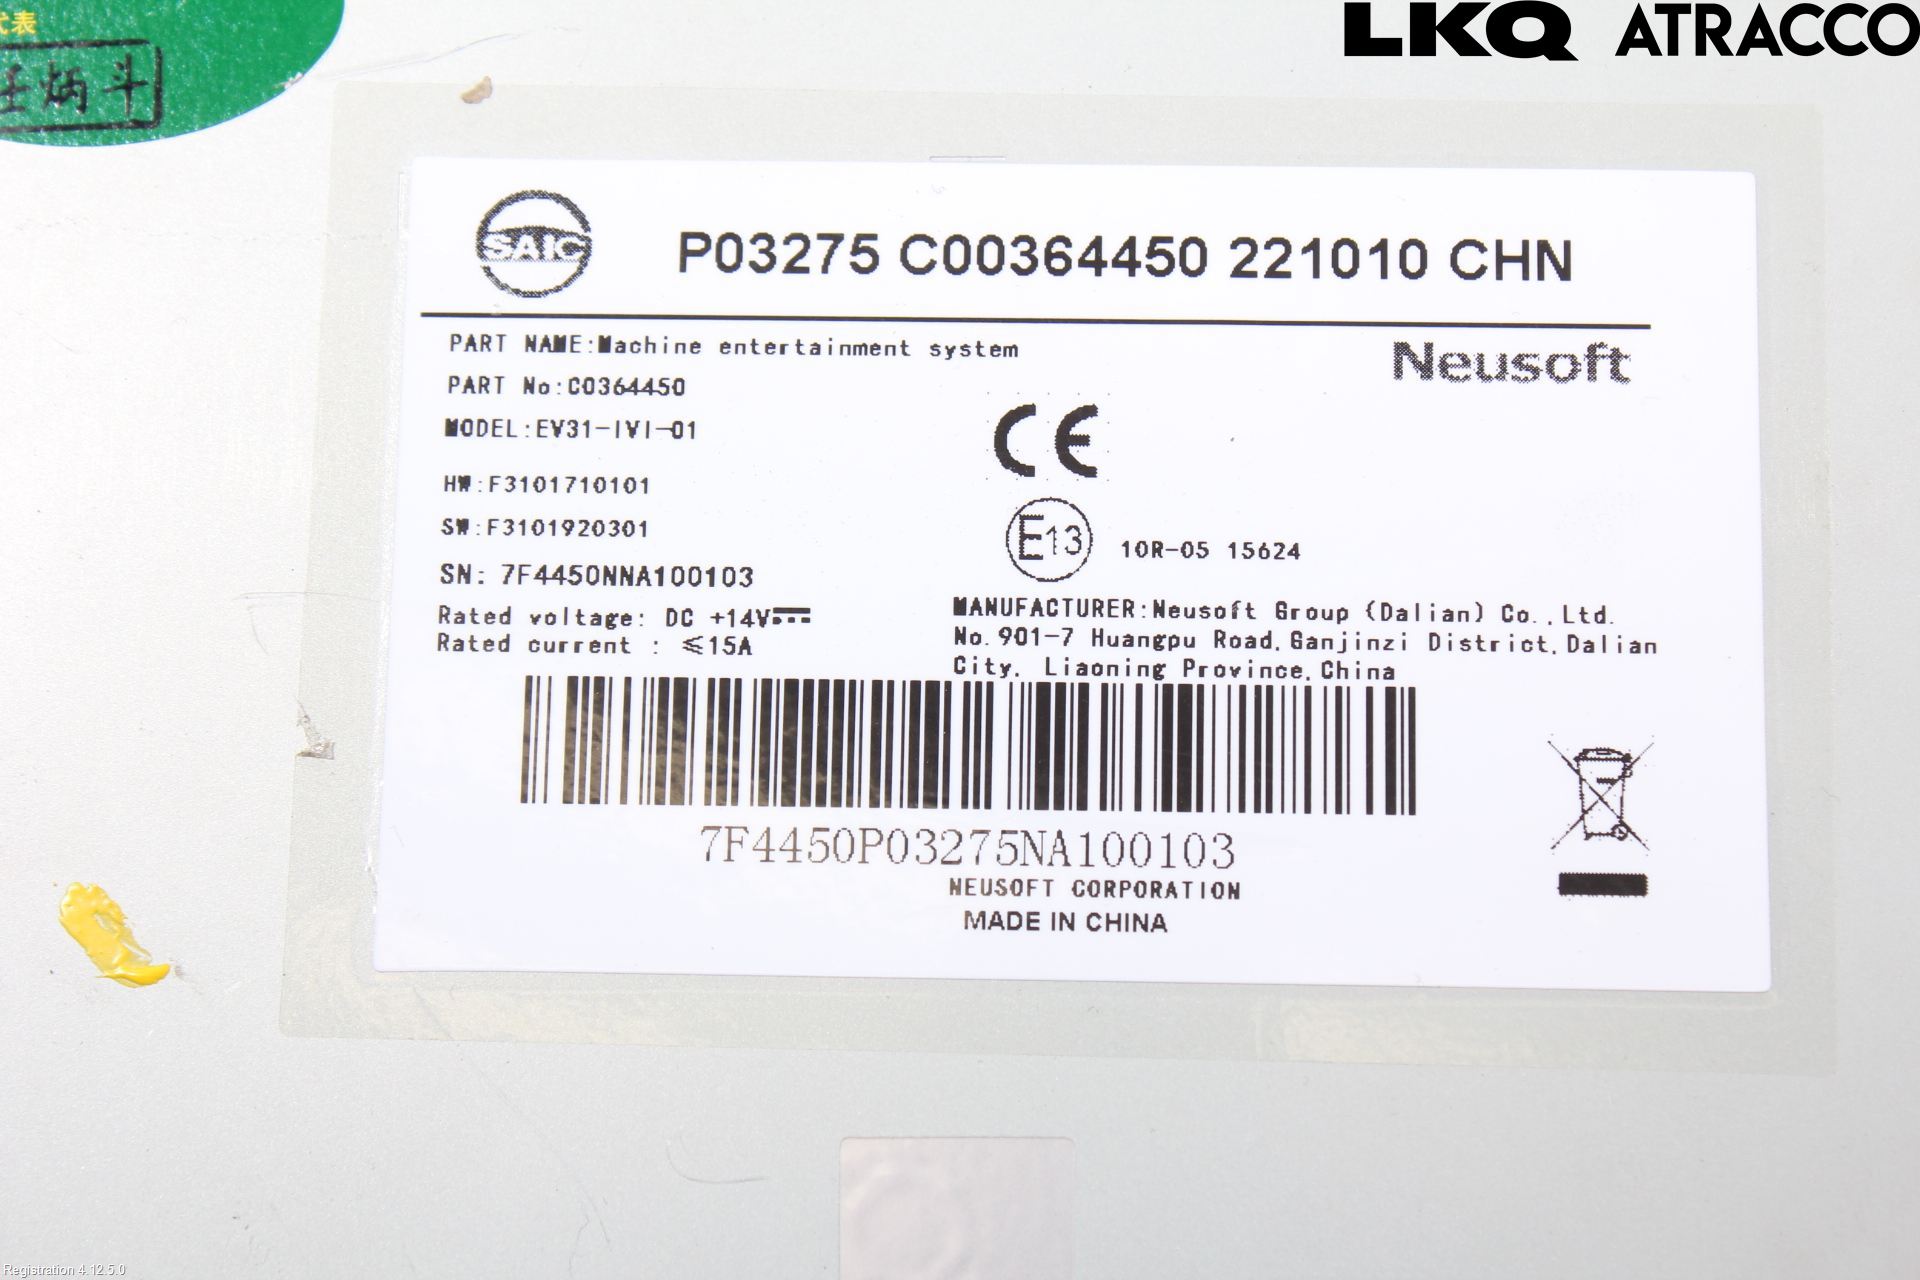 LKQ ATRACCO
代表
任炳斗
SAIC
P03275 C00364450 221010 CHN
PART NAME:Machine entertainment system
Neusoft
PART No:C0364450
MODEL:EV31-IVI-01
CE
HW:F3101710101
SW:F3101920301
E13 10R-05 15624
SN: 7F4450NNA100103
Rated voltage: DC +14V
Rated current : ≤15A
MANUFACTURER:Neusoft Group (Dalian) Co.,Ltd.
No.901-7 Huangpu Road,Ganjinzi District,Dalian
City, Liaoning Province,China
7F4450P03275NA100103
NEUSOFT CORPORATION
MADE IN CHINA
Registration 4.12.5.0